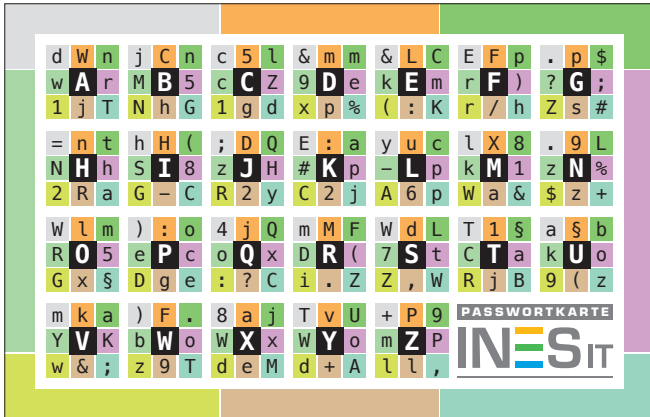 d W n j C n c 5 l & m m & L C E F p . p $
w A r M B 5 c C Z 9 D e k E m r F ) ? G ;
1 j T N h G 1 g d x p % ( : K r / h Z s #
= n t h H ( ; D Q E : a y u c l X 8 . 9 L
N H h S I 8 z J H # K p – L p k M 1 z N %
2 R a G – C R 2 y C 2 j A 6 p W a & $ z +
W l m ) : o 4 j Q m M F W d L T 1 § a § b
R O 5 e P c o Q x D R ( 7 S t C T a k U o
G x § D g e : ? C i . Z Z , W R j B 9 ( z
m k a ) F . 8 a j T v U + P 9
PASSWORTKARTE
Y V K b W o W X x W Y o m Z P
INES IT
w & ; z 9 T d e M d + A l l ,